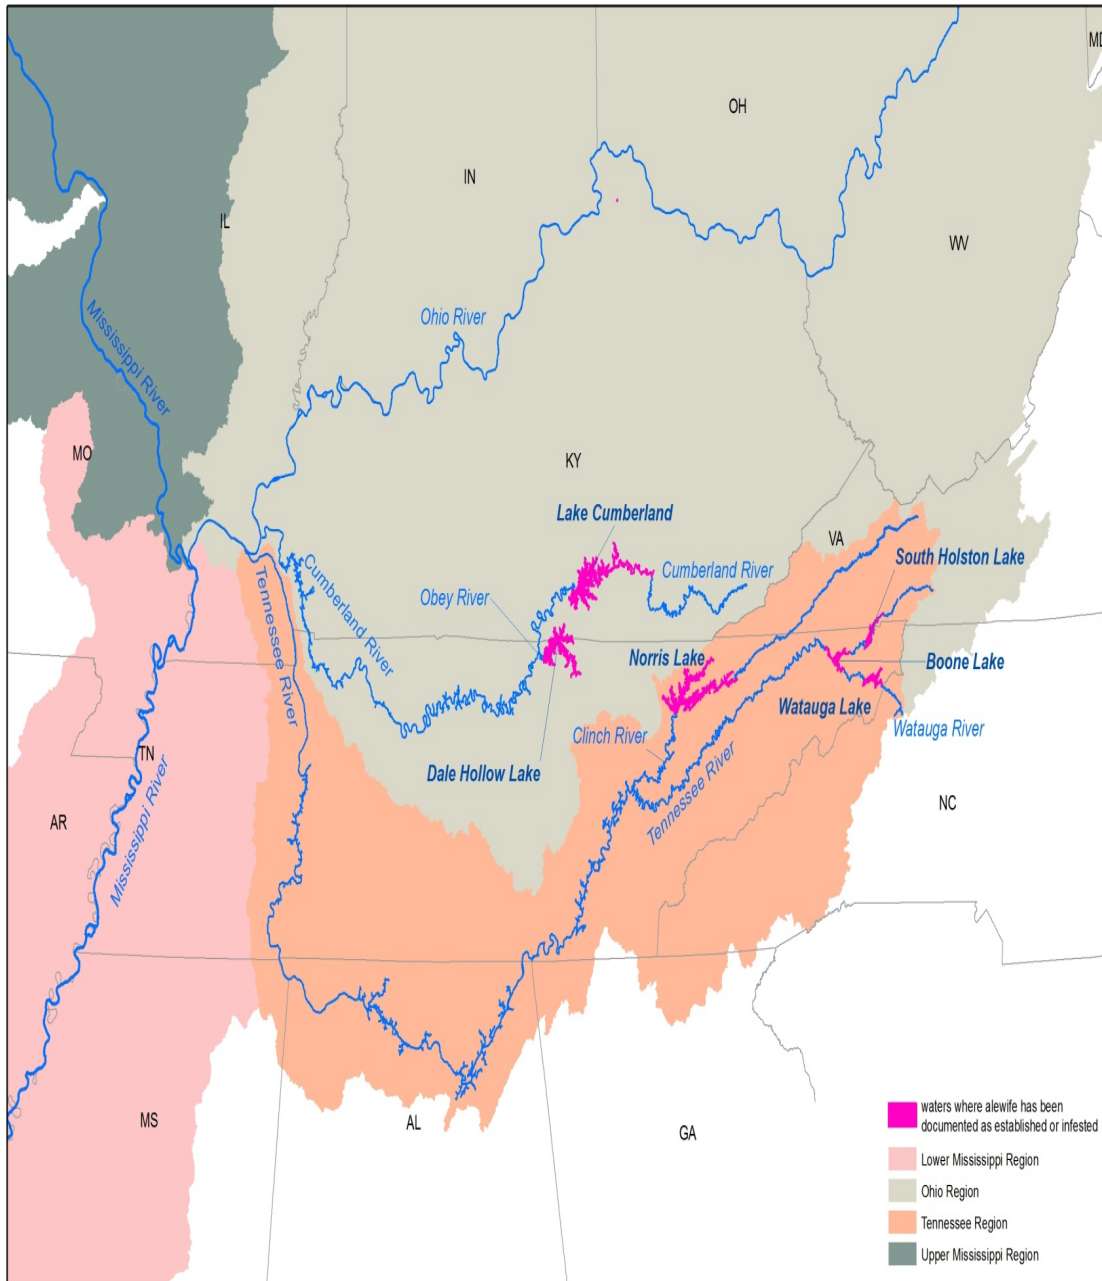 MD
OH
IN
IL
WV
Ohio River
Mississippi River
MO
KY
Lake Cumberland
VA
South Holston Lake
Cumberland River
Cumberland River
Obey River
Tennessee River
Norris Lake
Boone Lake
Watauga Lake
Watauga River
Clinch River
Dale Hollow Lake
TN
Tennessee River
NC
AR
Mississippi River
MS
AL
GA
waters where alewife has been
documented as established or infested
Lower Mississippi Region
Ohio Region
Tennessee Region
Upper Mississippi Region